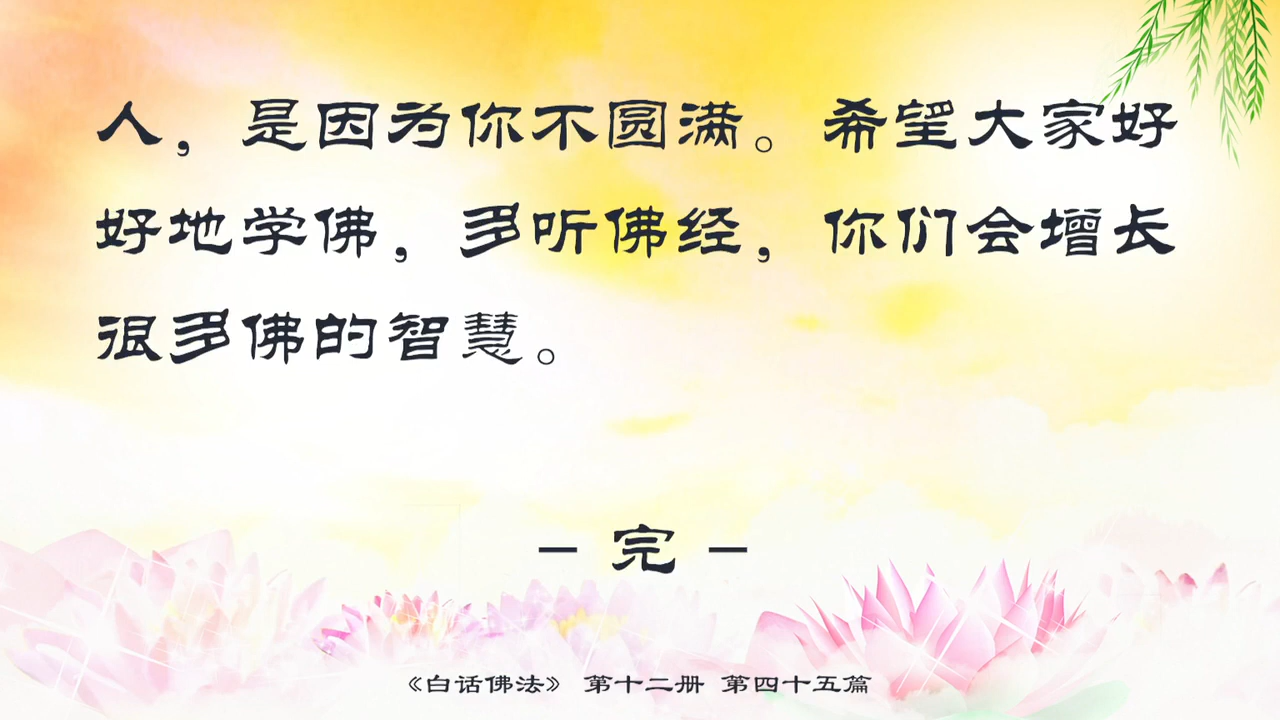 人，是因为你不圆满。希望大家好
好地学佛，多听佛经，你们会增长
很多佛的智慧。
— 完 —
《白话佛法》 第十二册 第四十五篇